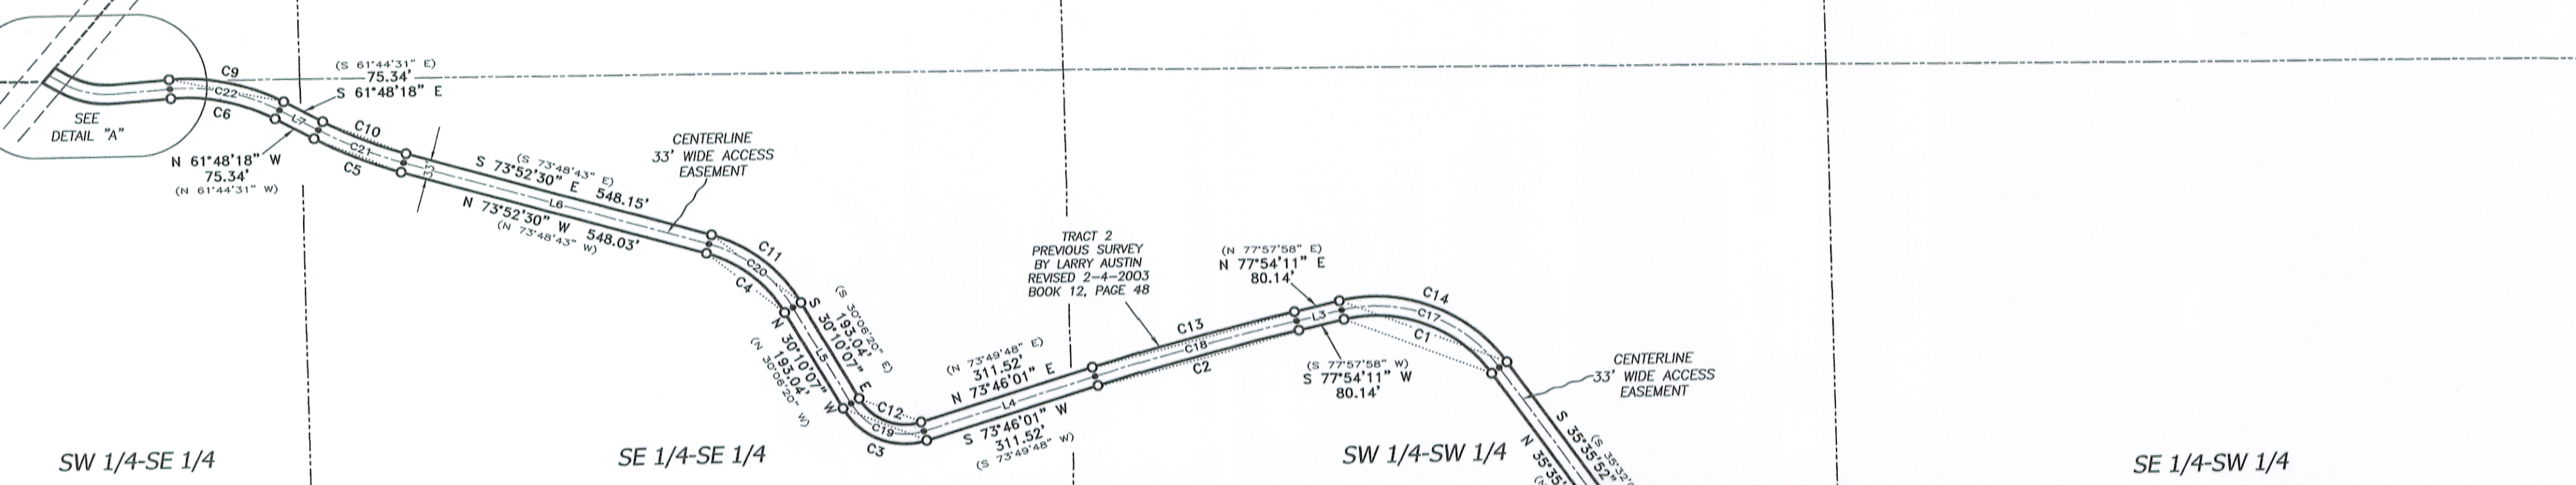 C9
C22
C6
SEE
DETAIL "A"
(S 61°44'31" E)
75.34'
S 61°48'18" E
L7
C10
C21
C5
N 61°48'18" W
75.34'
(N 61°44'31" W)
33'
(S 73°48'43" E)
S 73°52'30" E 548.15'
L6
N 73°52'30" W 548.03'
(N 73°48'43" W)
CENTERLINE
33' WIDE ACCESS
EASEMENT
C11
C20
C4
(S 30°06'20" E)
193.04'
S 30°10'07" E
L5
N 30°10'07" W
193.04'
(N 30°06'20" W)
C12
C19
C3
(N 73°49'48" E)
311.52'
N 73°46'01" E
L4
S 73°46'01" W
311.52'
(S 73°49'48" W)
TRACT 2
PREVIOUS SURVEY
BY LARRY AUSTIN
REVISED 2-4-2003
BOOK 12, PAGE 48
C13
C18
C2
(N 77°57'58" E)
N 77°54'11" E
80.14'
L3
(S 77°57'58" W)
S 77°54'11" W
80.14'
C14
C17
C1
CENTERLINE
33' WIDE ACCESS
EASEMENT
S 35°35'52"
(S 35°32'
N 35°35'
(N
SW 1/4-SE 1/4
SE 1/4-SE 1/4
SW 1/4-SW 1/4
SE 1/4-SW 1/4